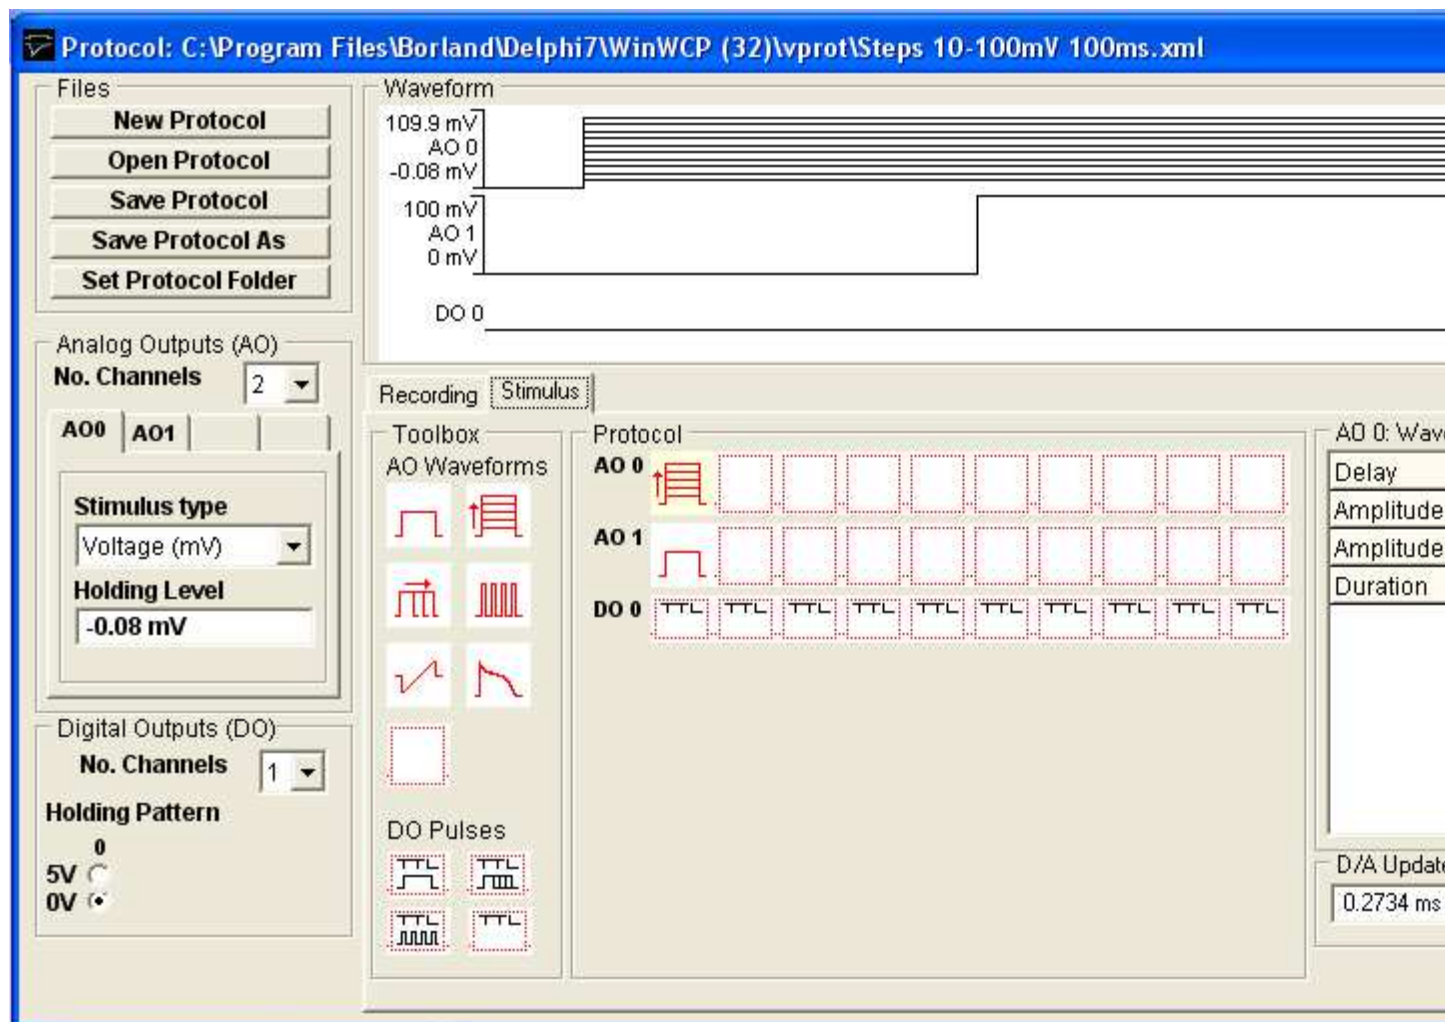 Protocol: C:\Program Files\Borland\Delphi7\WinWCP (32)\vprot\Steps 10-100mV 100ms.xml
Files
New Protocol
Open Protocol
Save Protocol
Save Protocol As
Set Protocol Folder
Waveform
109.9 mV
AO 0
-0.08 mV
100 mV
AO 1
0 mV
DO 0
Analog Outputs (AO)
No. Channels 2
AO0 AO1
Stimulus type
Voltage (mV)
Holding Level
-0.08 mV
Digital Outputs (DO)
No. Channels 1
Holding Pattern
0
5V
0V
Recording Stimulus
Toolbox
AO Waveforms
DO Pulses
TTL TTL
TTL TTL
Protocol
AO 0
AO 1
DO 0 TTL TTL TTL TTL TTL TTL TTL TTL TTL TTL
AO 0: Wav
Delay
Amplitude
Amplitude
Duration
D/A Update
0.2734 ms